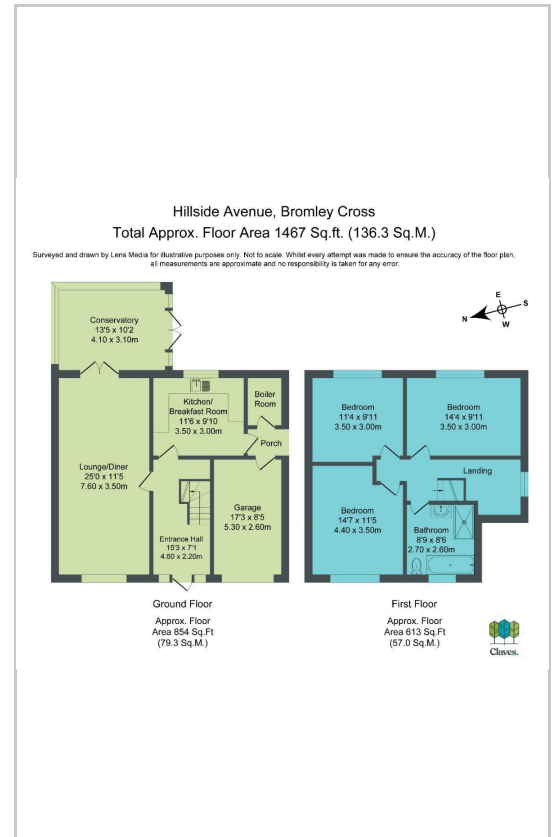 Hillside Avenue, Bromley Cross
Total Approx. Floor Area 1467 Sq.ft. (136.3 Sq.M.)
Surveyed and drawn by Lens Media for illustrative purposes only. Not to scale. Whilst every attempt was made to ensure the accuracy of the floor plan,
all measurements are approximate and no responsibility is taken for any error.
E
N
S
W
Conservatory
13'5 x 10'2
4.10 x 3.10m
Kitchen/
Breakfast Room
11'6 x 9'10
3.50 x 3.00m
Boiler
Room
Porch
Lounge/Diner
25'0 x 11'5
7.60 x 3.50m
Garage
17'3 x 8'5
5.30 x 2.60m
Entrance Hall
15'3 x 7'1
4.60 x 2.20m
Ground Floor
Approx. Floor
Area 854 Sq.Ft
(79.3 Sq.M.)
Bedroom
11'4 x 9'11
3.50 x 3.00m
Bedroom
14'4 x 9'11
3.50 x 3.00m
Landing
Bedroom
14'7 x 11'5
4.40 x 3.50m
Bathroom
8'9 x 8'6
2.70 x 2.60m
First Floor
Approx. Floor
Area 613 Sq.Ft
(57.0 Sq.M.)
Claves.